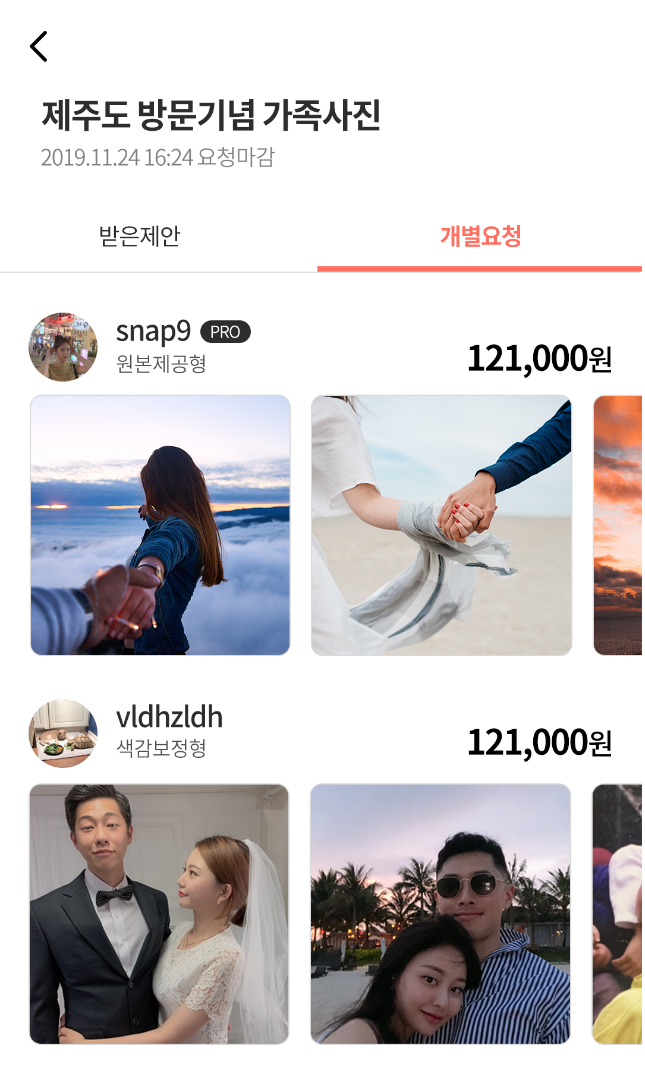 제주도 방문기념 가족사진
2019.11.24 16:24 요청마감
받은제안
개별요청
snap9 PRO
원본제공형
121,000원
vldhzldh
색감보정형
121,000원